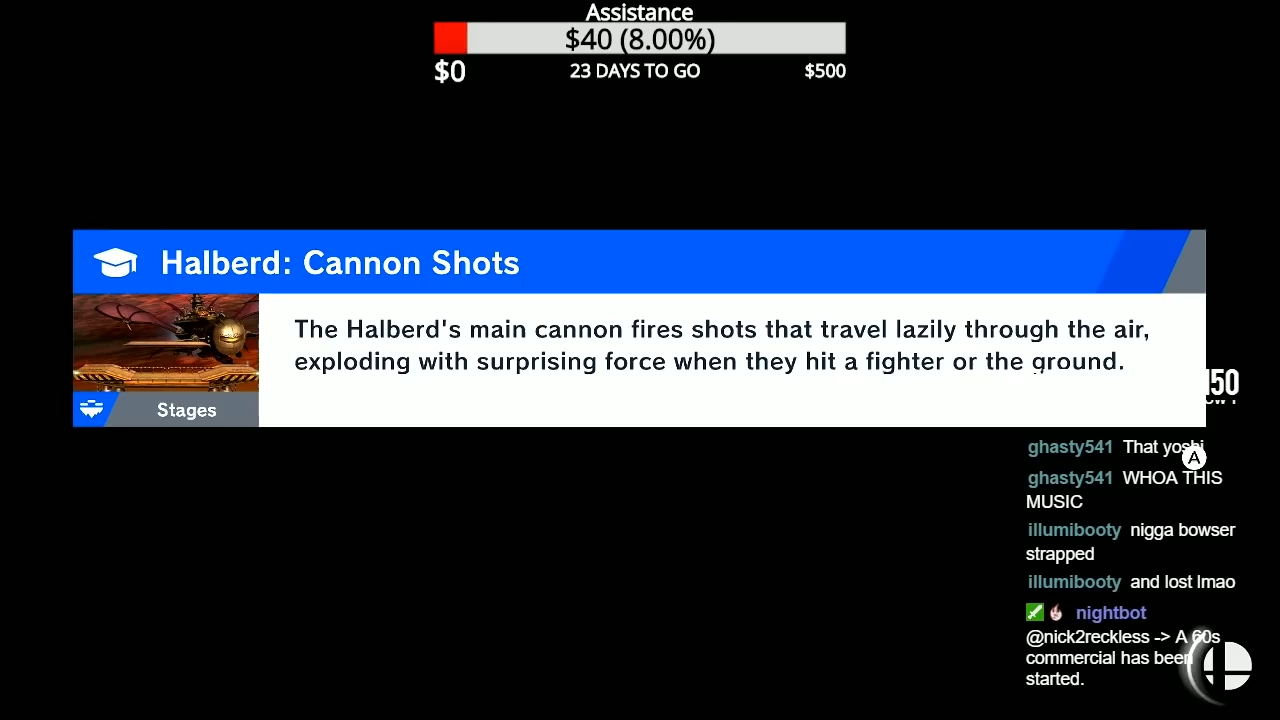 Assistance
$40 (8.00%)
$0 23 DAYS TO GO $500
Halberd: Cannon Shots
The Halberd's main cannon fires shots that travel lazily through the air,
exploding with surprising force when they hit a fighter or the ground.
Stages
150
ghasty541 That yoshi
A
ghasty541 WHOA THIS
MUSIC
illumibooty nigga bowser
strapped
illumibooty and lost lmao
nightbot
@nick2reckless -> A 60s
commercial has been
started.